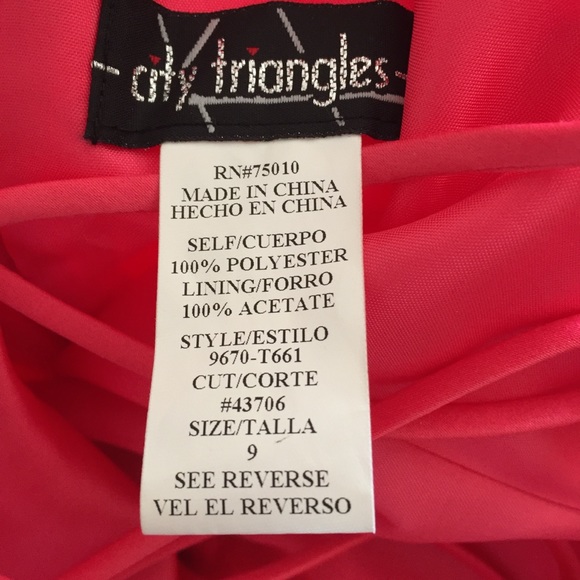 city triangles
RN#75010
MADE IN CHINA
HECHO EN CHINA
SELF/CUERPO
100% POLYESTER
LINING/FORRO
100% ACETATE
STYLE/ESTILO
9670-T661
CUT/CORTE
#43706
SIZE/TALLA
9
SEE REVERSE
VEL EL REVERSO